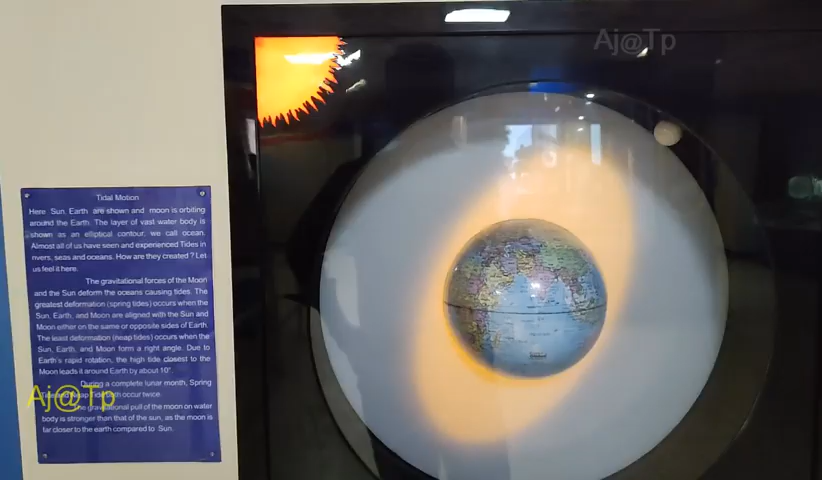 Aj@Tp
Tidal Motion
Here Sun, Earth are shown and moon is orbiting
around the Earth. The layer of vast water body is
shown as an elliptical contour, we call ocean.
Almost all of us have seen and experienced Tides in
rivers, seas and oceans. How are they created ? Let
us feel it here.
The gravitational forces of the Moon
and the Sun deform the oceans causing tides. The
greatest deformation (spring tides) occurs when the
Sun, Earth, and Moon are aligned with the Sun and
Moon either on the same or opposite sides of Earth.
The least deformation (neap tides) occurs when the
Sun, Earth, and Moon form a right angle. Due to
Earth's rapid rotation, the high tide closest to the
Moon leads it around Earth by about 10°.
During a complete lunar month, Spring
Tide and Neap Tide both occur twice.
Aj@Tp
The gravitational pull of the moon on water
body is stronger than that of the sun, as the moon is
far closer to the earth compared to Sun.